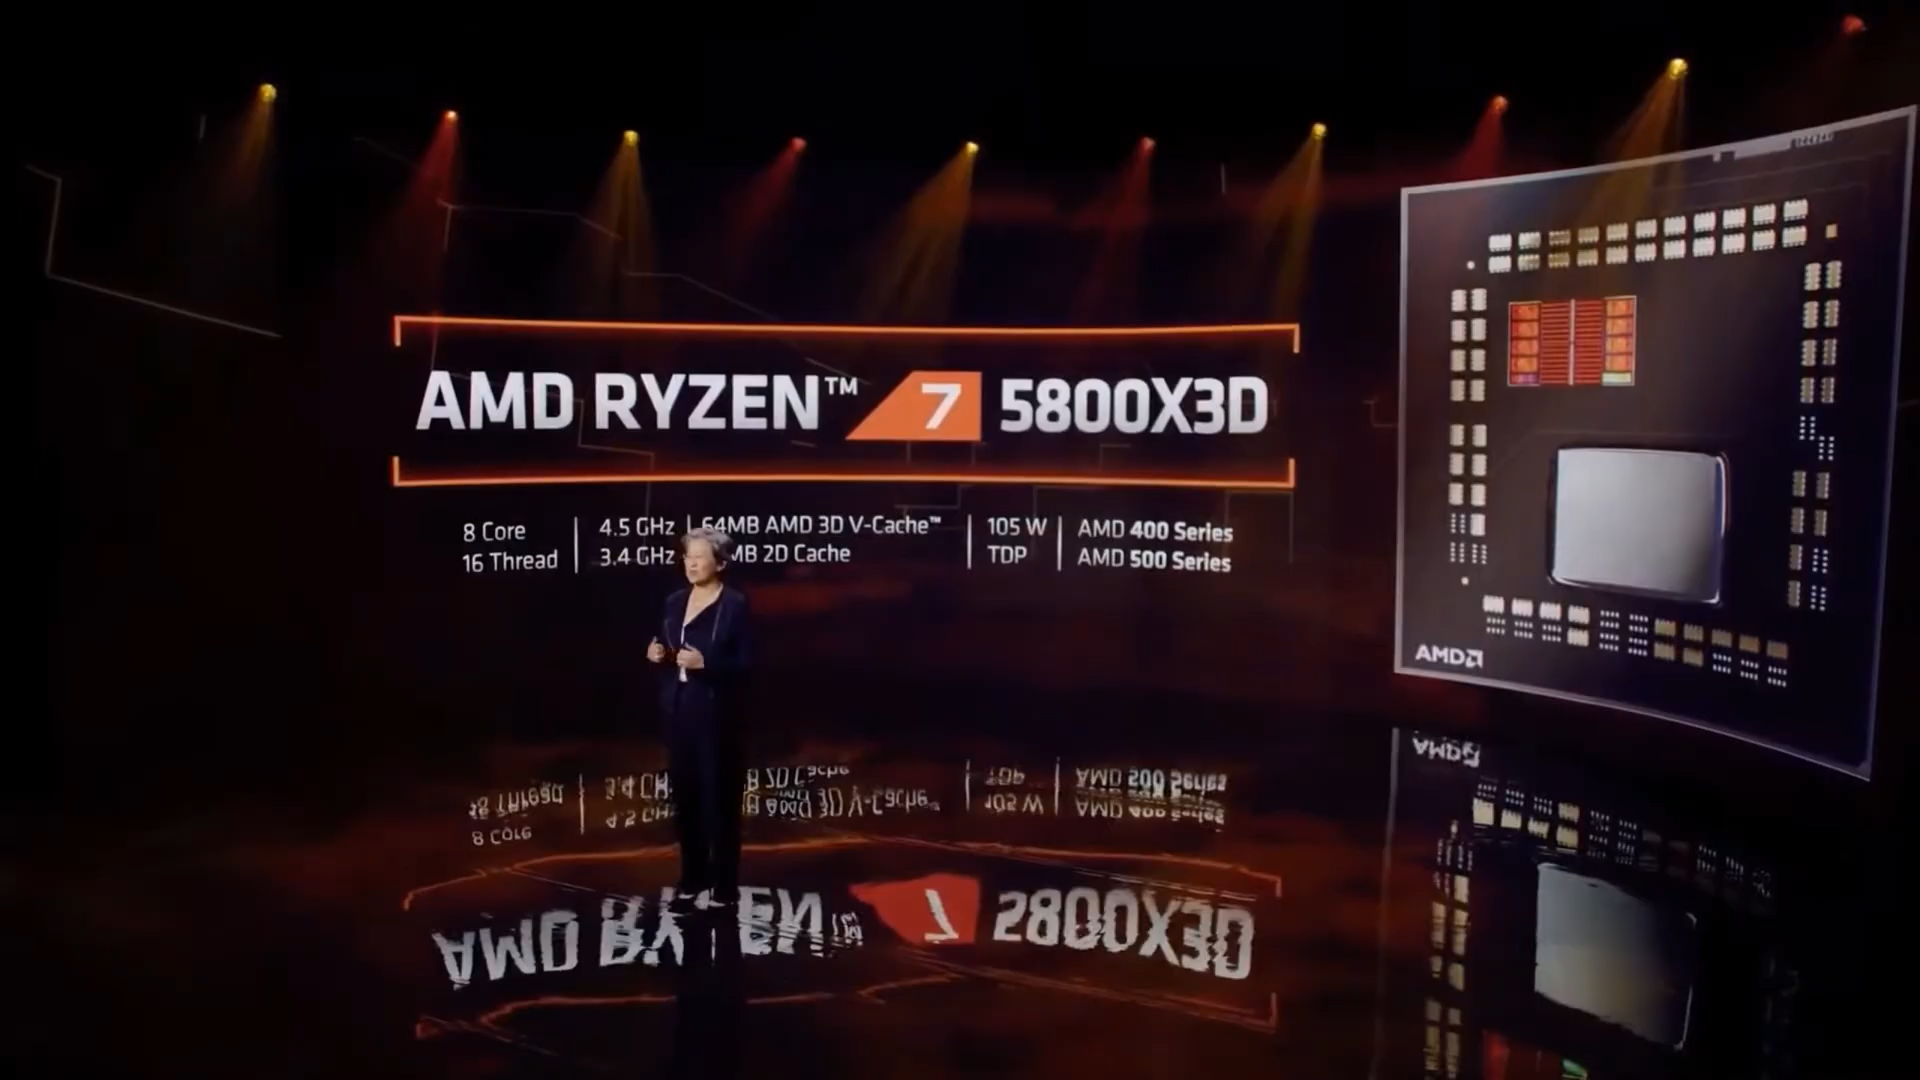 AMD RYZEN™ 7 5800X3D
8 Core
16 Thread
4.5 GHz
3.4 GHz
64MB AMD 3D V-Cache™
MB 2D Cache
105 W
TDP
AMD 400 Series
AMD 500 Series
AMD